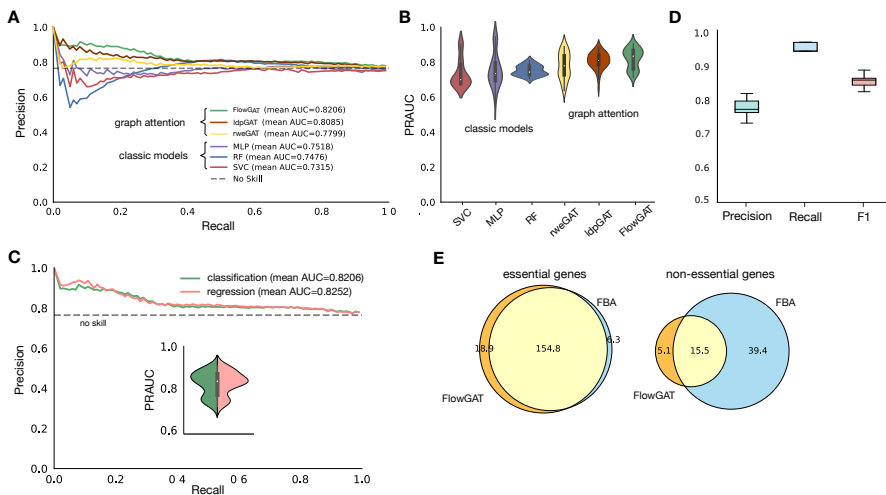 A
1.0
0.8
0.6
0.4
0.2
0.0
Precision
0.0 0.2 0.4 0.6 0.8 1.0
Recall
graph attention
classic models
FlowGAT (mean AUC=0.8206)
ldpGAT (mean AUC=0.8085)
rweGAT (mean AUC=0.7799)
MLP (mean AUC=0.7518)
RF (mean AUC=0.7476)
SVC (mean AUC=0.7315)
No Skill
B
1.0
0.8
0.6
0.4
0.2
0.0
PRAUC
classic models
graph attention
SVC
MLP
RF
rweGAT
ldpGAT
FlowGAT
D
1.0
0.9
0.8
0.7
0.6
0.5
Precision Recall F1
C
1.0
0.8
0.6
0.4
0.2
0.0
Precision
0.0 0.2 0.4 0 6 0.8 1.0
Recall
classification (mean AUC=0.8206)
regression (mean AUC=0.8252)
no skill
1.0
0.8
0.6
PRAUC
E
essential genes
FBA
18.9
154.8
6.3
FlowGAT
non-essential genes
FBA
5.1
15.5
39.4
FlowGAT